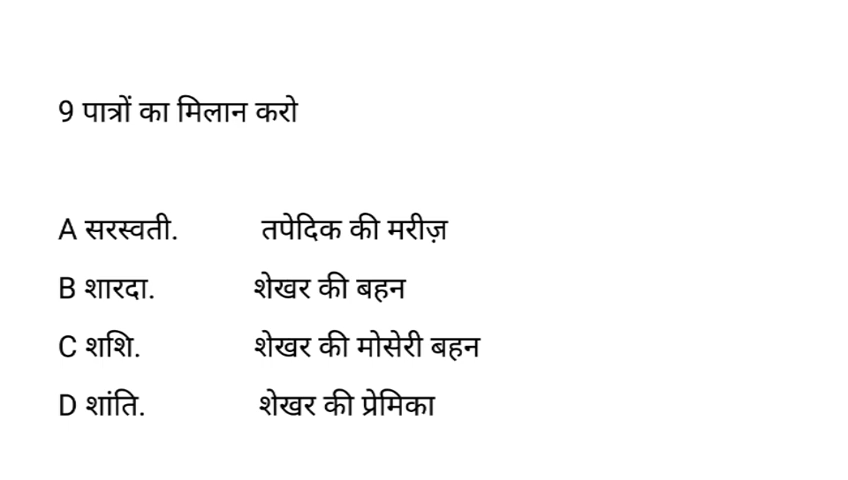 9 पात्रों का मिलान करो
A सरस्वती. तपेदिक की मरीज़
B शारदा. शेखर की बहन
C शशि. शेखर की मोसेरी बहन
D शांति. शेखर की प्रेमिका